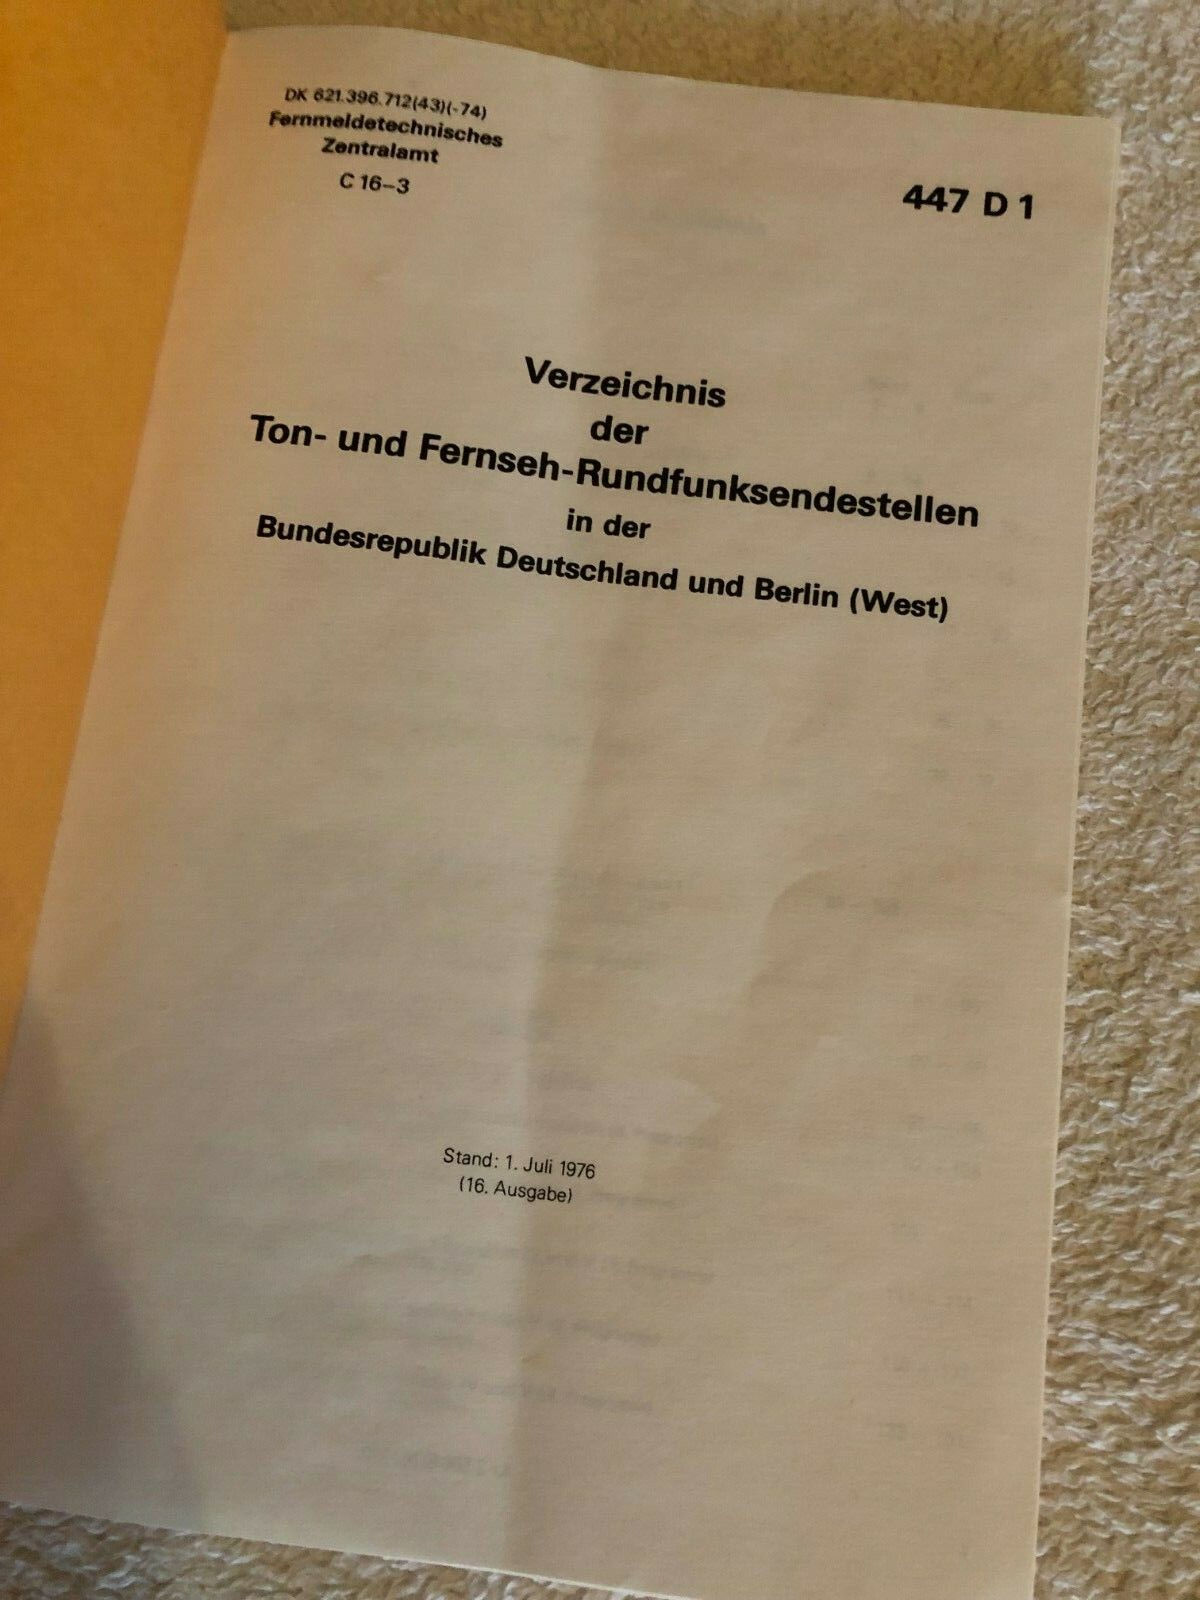 DK 621.396.712(43)(-74)
Fernmeldetechnisches
Zentralamt
C 16–3
447 D 1
Verzeichnis
der
Ton- und Fernseh-Rundfunksendestellen
in der
Bundesrepublik Deutschland und Berlin (West)
Stand: 1. Juli 1976
(16. Ausgabe)